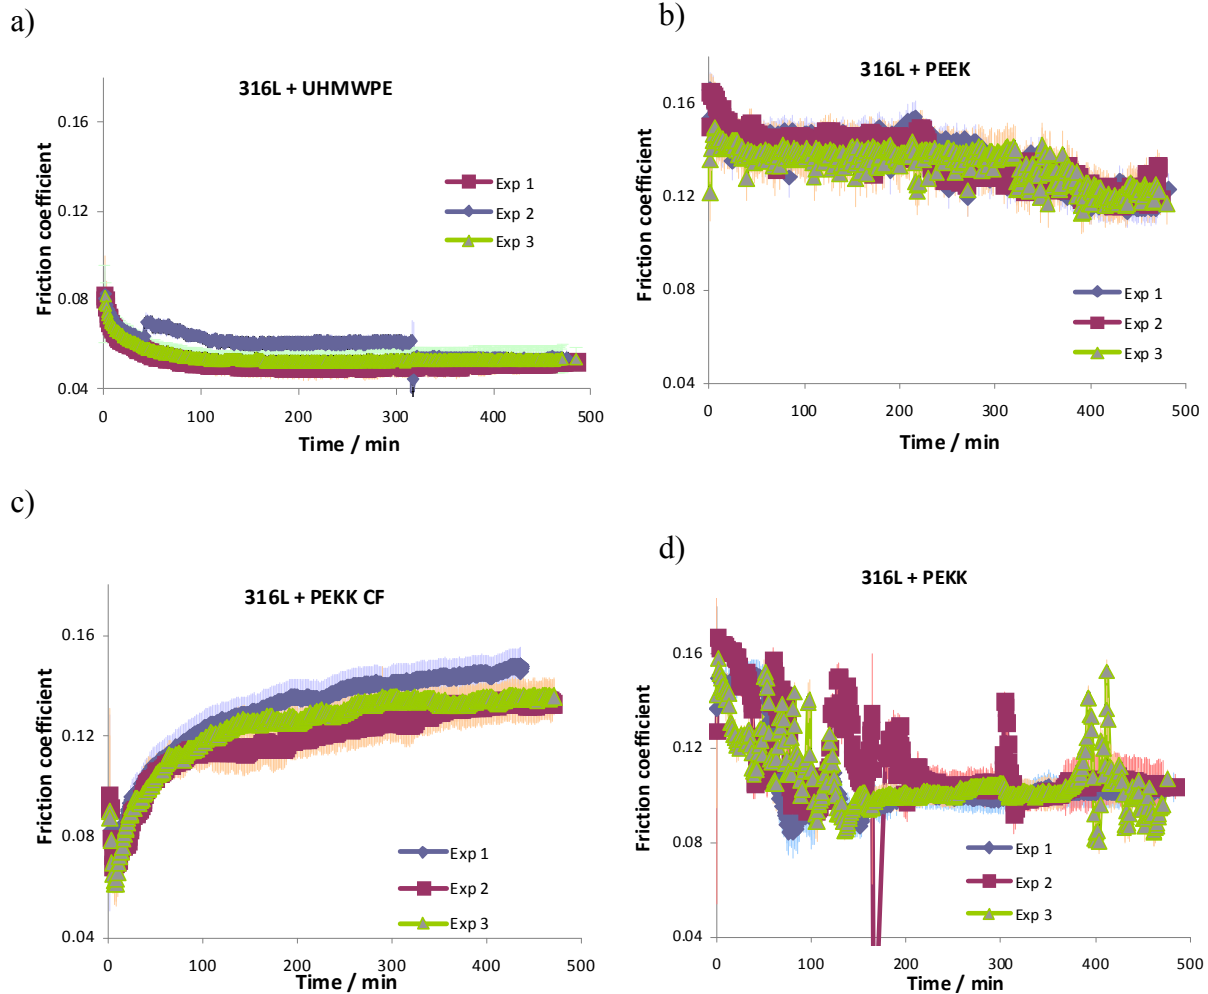 a)
316L + UHMWPE
0.16
0.12
0.08
0.04
Friction coefficient
Exp 1
Exp 2
Exp 3
0 100 200 300 400 500
Time / min
b)
316L + PEEK
0.16
0.12
0.08
0.04
Friction coefficient
Exp 1
Exp 2
Exp 3
0 100 200 300 400 500
Time / min
c)
316L + PEKK CF
0.16
0.12
0.08
0.04
Friction coefficient
Exp 1
Exp 2
Exp 3
0 100 200 300 400 500
Time / min
d)
316L + PEKK
0.16
0.12
0.08
0.04
Friction coefficient
Exp 1
Exp 2
Exp 3
0 100 200 300 400 500
Time / min